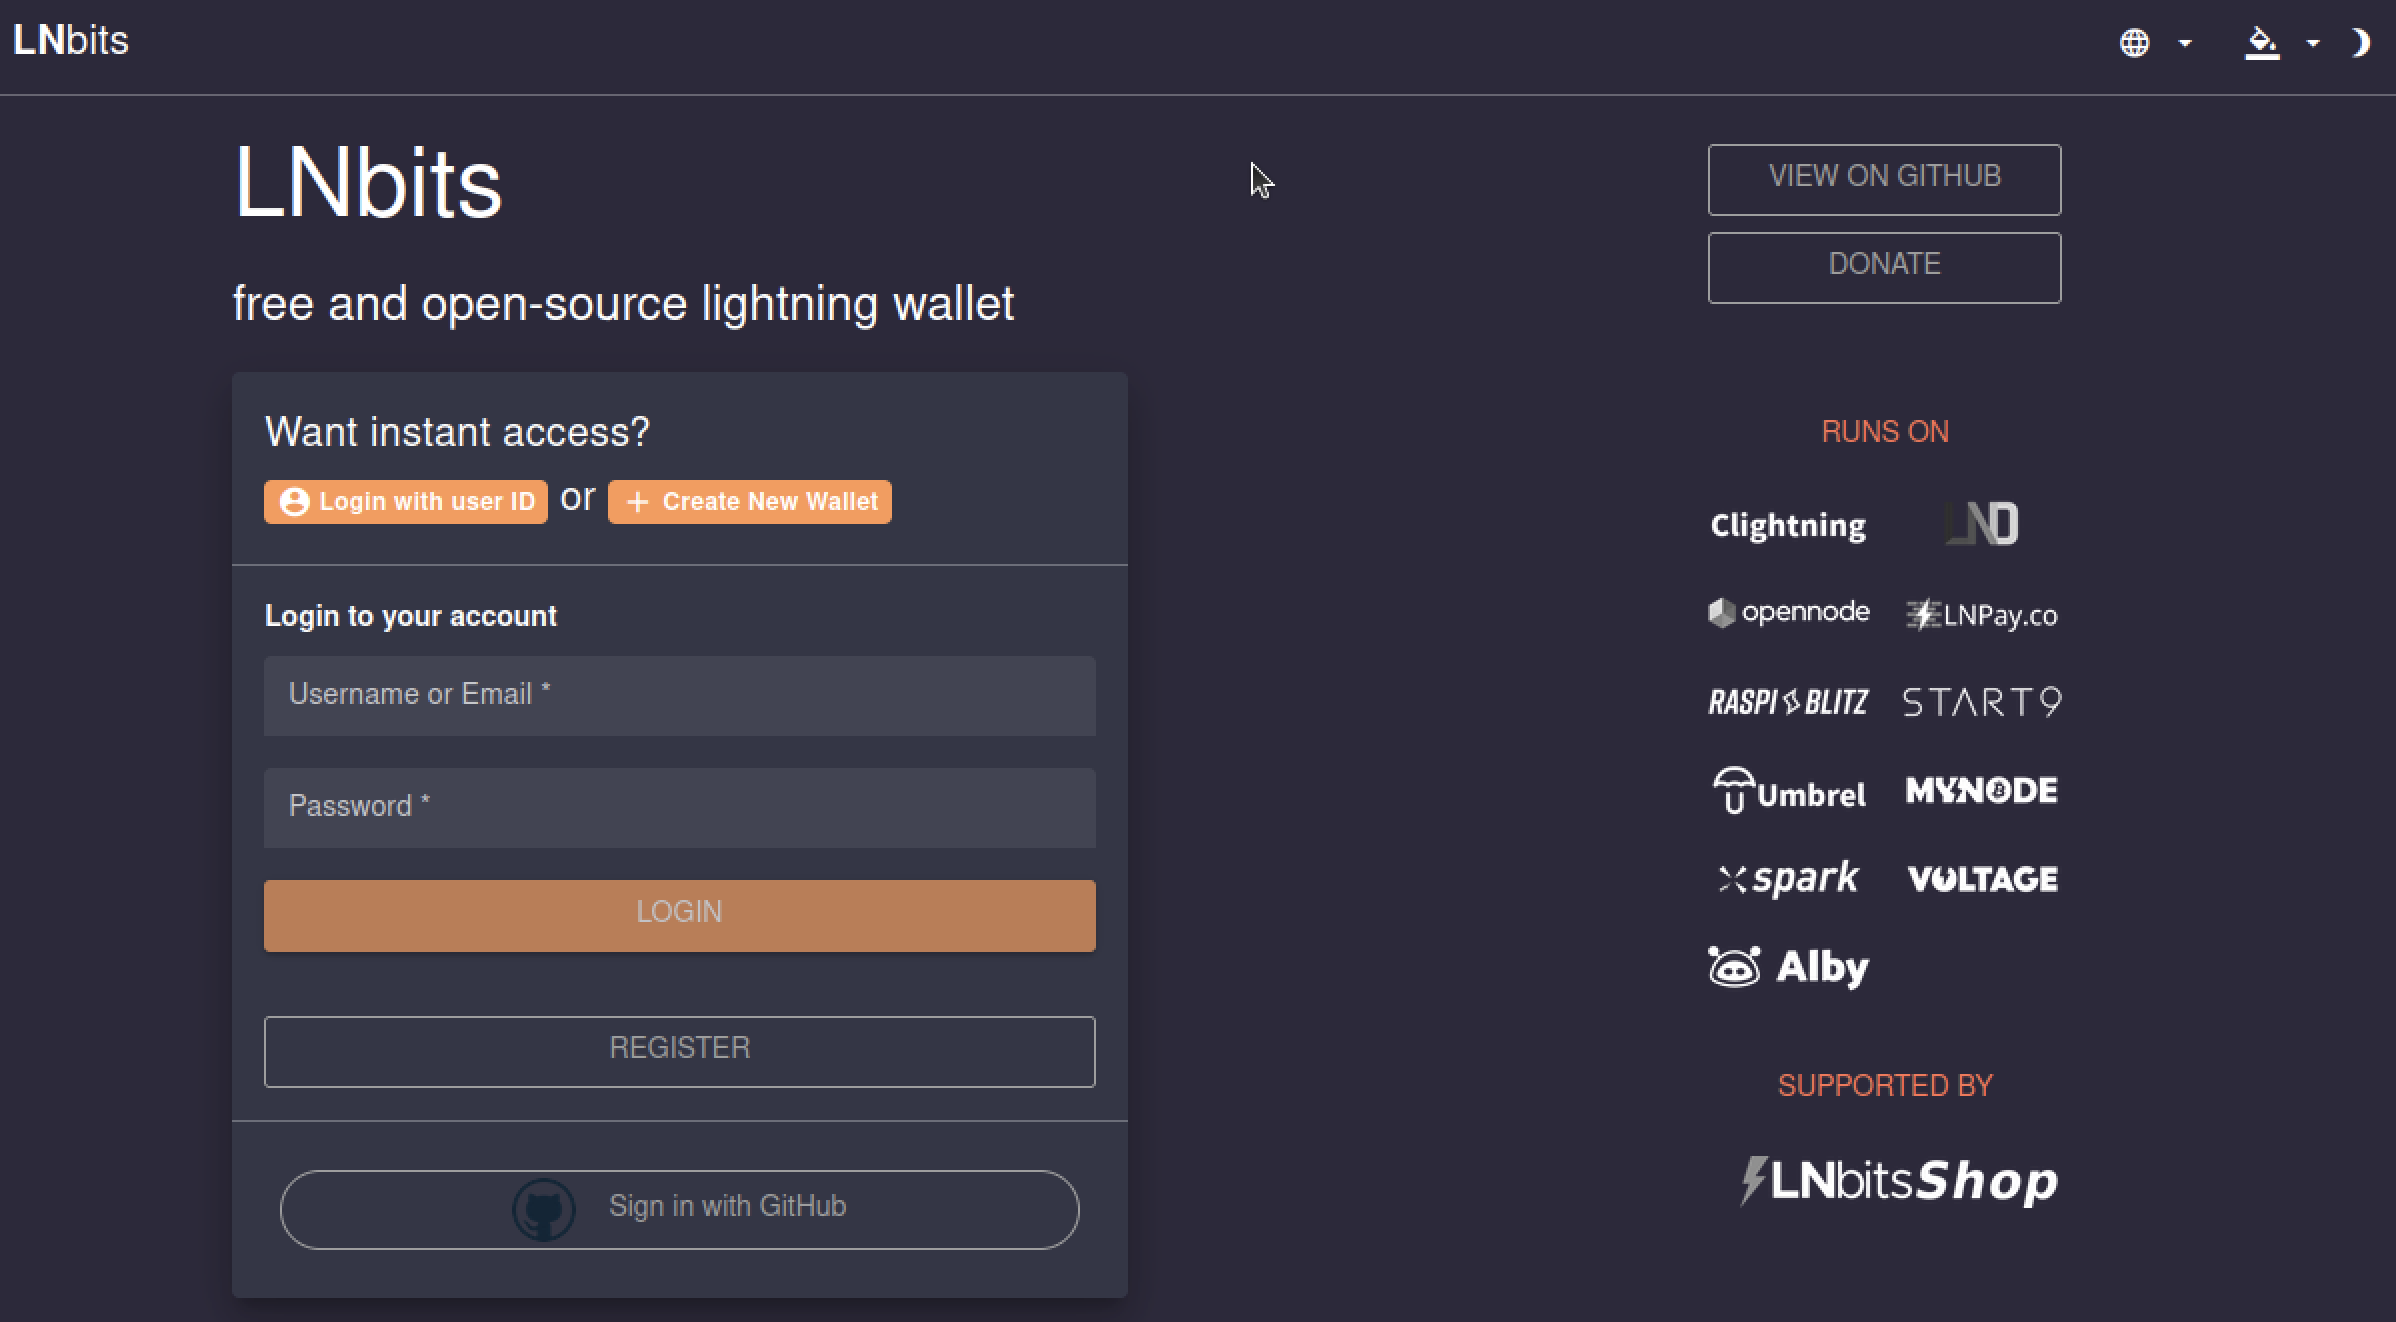 LNbits
LNbits
free and open-source lightning wallet
Want instant access?
Login with user ID or + Create New Wallet
Login to your account
Username or Email *
Password *
LOGIN
REGISTER
Sign in with GitHub
VIEW ON GITHUB
DONATE
RUNS ON
Clightning LND
opennode LNPay.co
RASPIBLITZ START9
Umbrel MYNODE
spark VOLTAGE
Alby
SUPPORTED BY
LNbitsShop